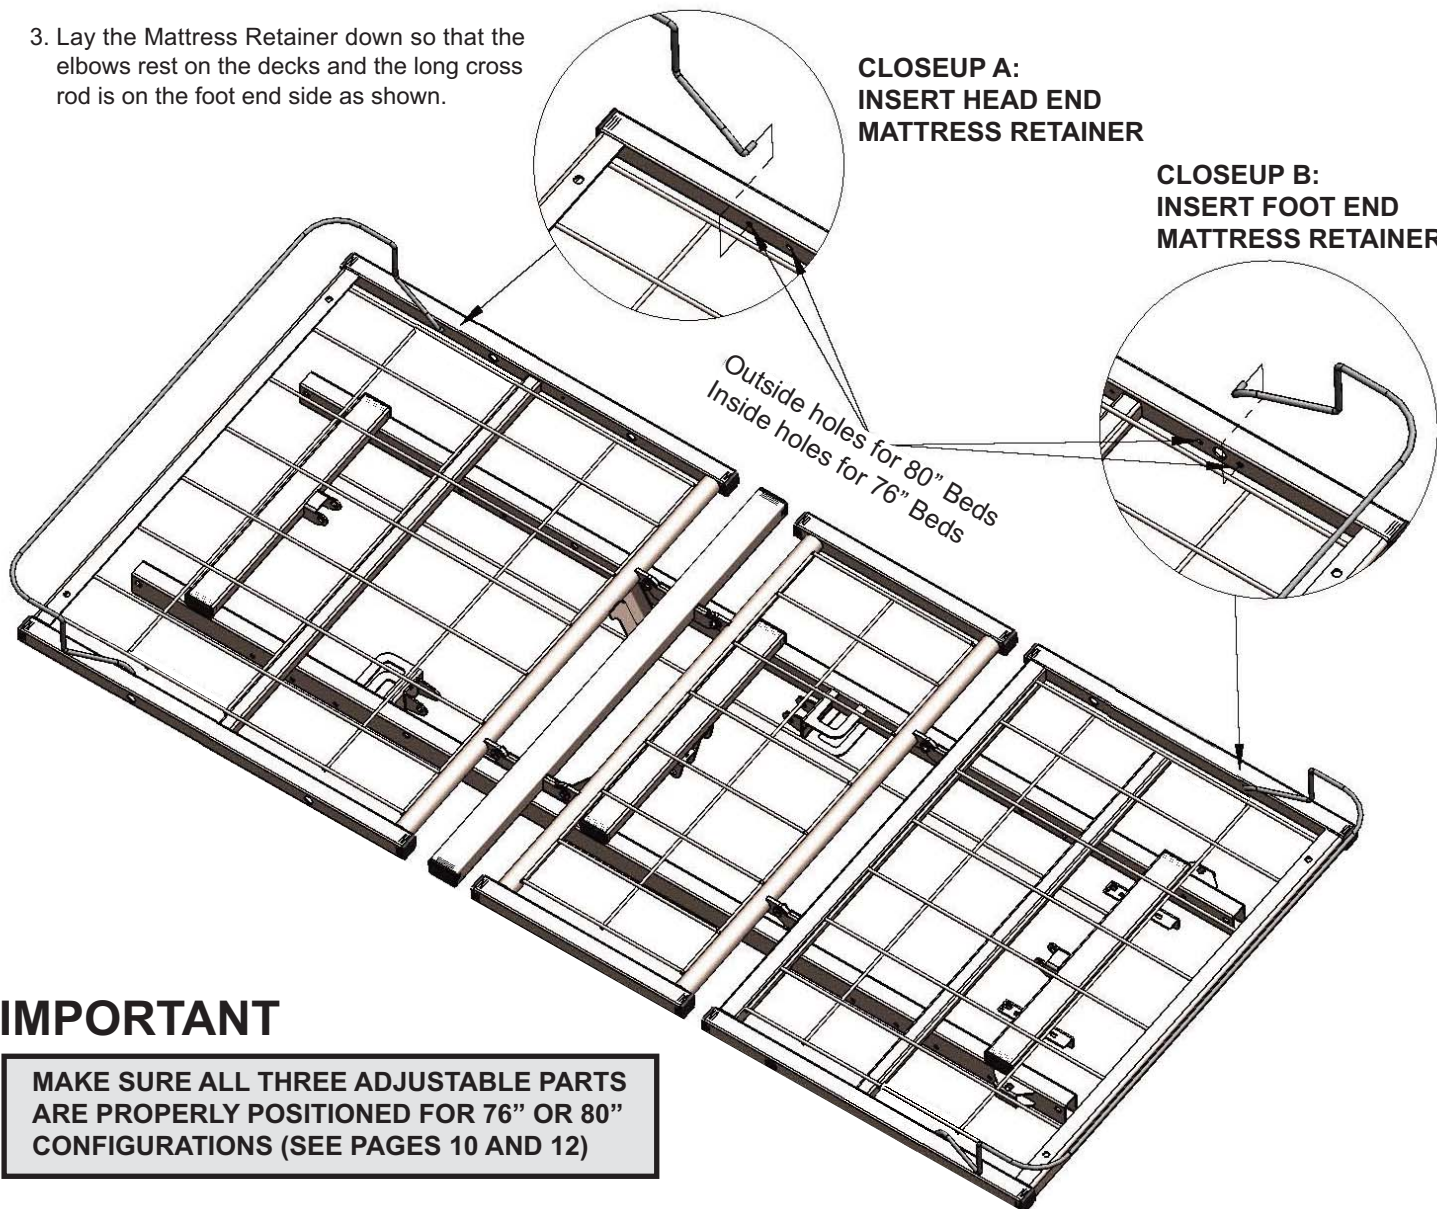 3. Lay the Mattress Retainer down so that the
elbows rest on the decks and the long cross
rod is on the foot end side as shown.
CLOSEUP A:
INSERT HEAD END
MATTRESS RETAINER
CLOSEUP B:
INSERT FOOT END
MATTRESS RETAINER
Outside holes for 80” Beds
Inside holes for 76” Beds
IMPORTANT
MAKE SURE ALL THREE ADJUSTABLE PARTS
ARE PROPERLY POSITIONED FOR 76” OR 80”
CONFIGURATIONS (SEE PAGES 10 AND 12)